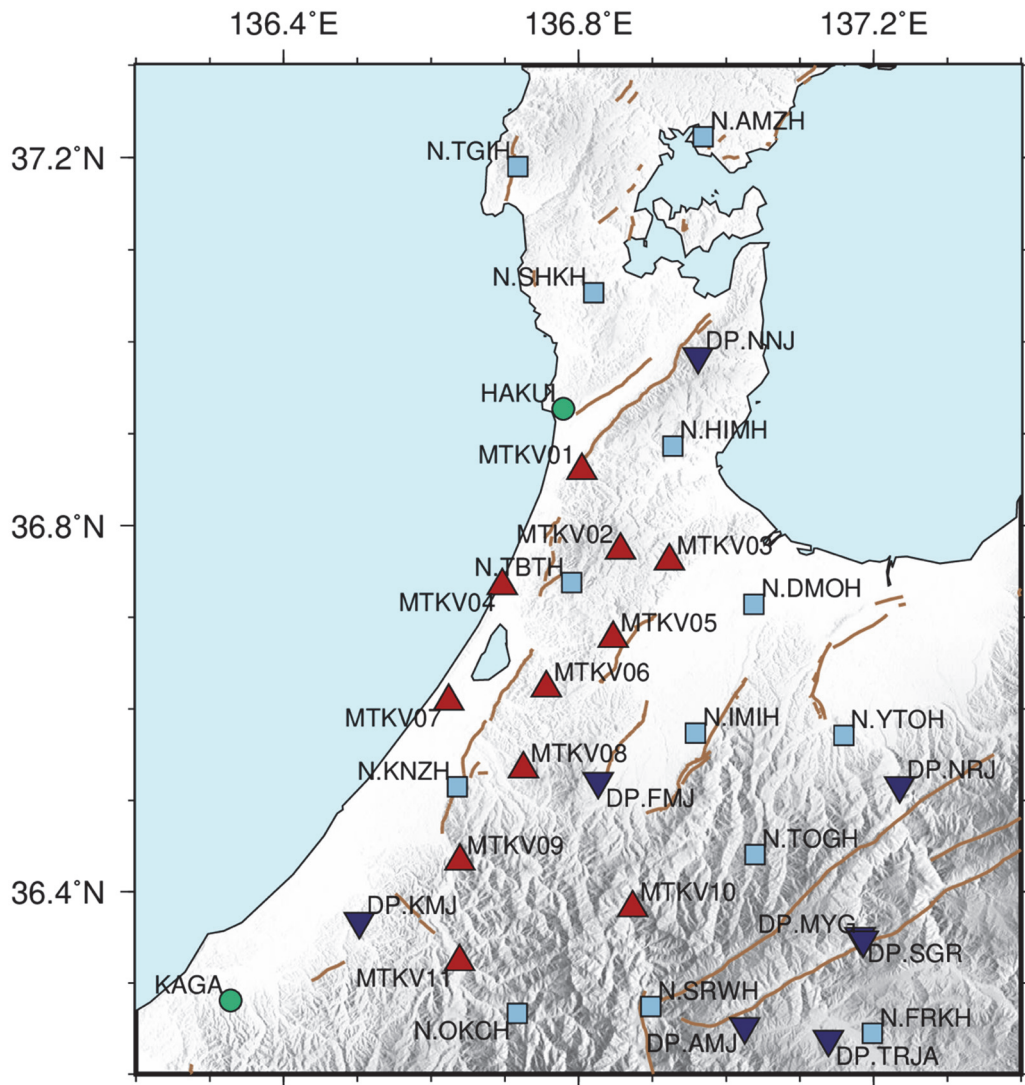 136.4˚E 136.8˚E 137.2˚E
N.AMZH
37.2˚N
N.TGIH
N.SHKH
DP.NNJ
HAKUI
N.HIMH
MTKV01
36.8˚N
MTKV02
MTKV03
N.TBTH
N.DMOH
MTKV04
MTKV05
MTKV06
MTKV07
N.IMIH
N.YTOH
MTKV08
N.KNZH
DP.NRJ
DP.FMJ
MTKV09
N.TOGH
36.4˚N
MTKV10
DP.KMJ
DP.MYG
DP.SGR
MTKV11
KAGA
N.SRWH
N.OKCH
N.FRKH
DP.AMJ
DP.TRJA